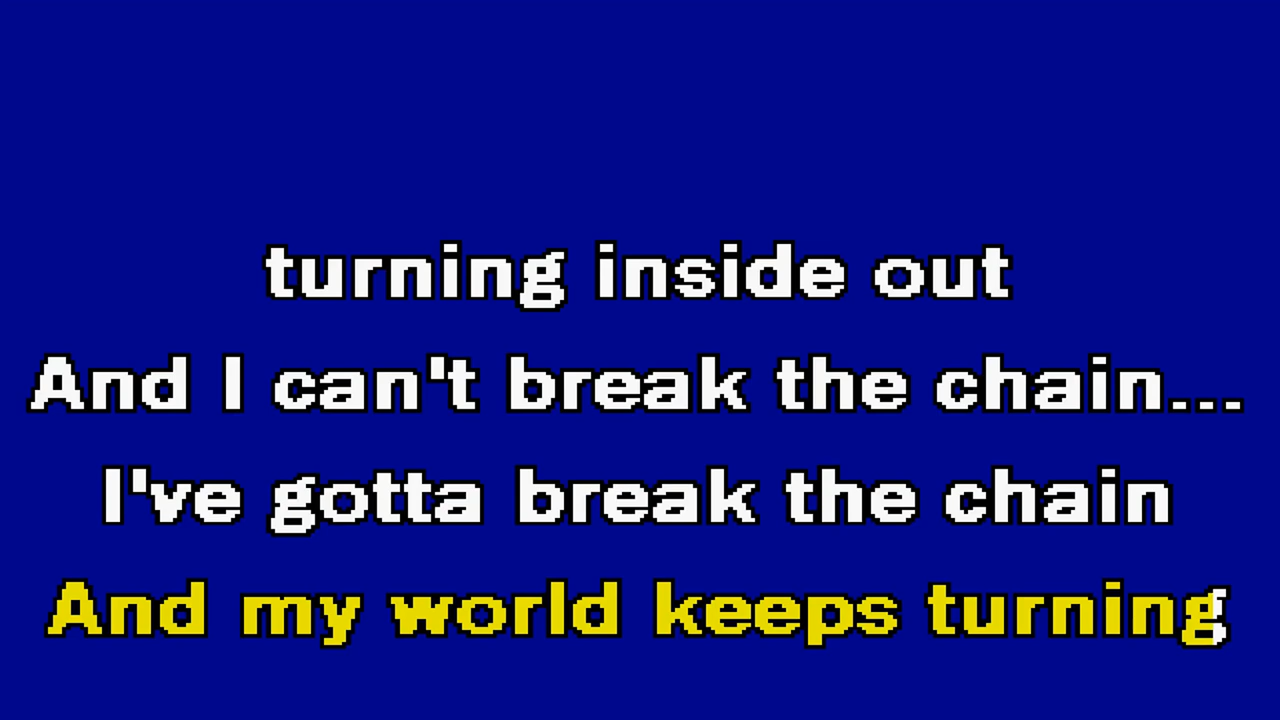 turning inside out
And I can't break the chain...
I've gotta break the chain
And my world keeps turning